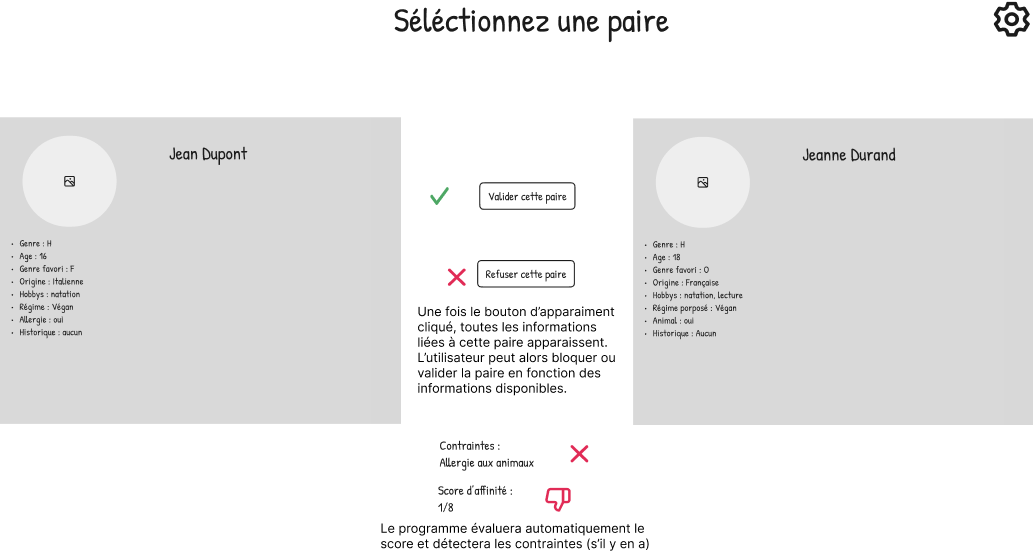 Séléctionnez une paire
Jean Dupont
Genre : H
Age : 16
Genre favori : F
Origine : Italienne
Hobbys : natation
Régime : Végan
Allergie : oui
Historique : aucun
Valider cette paire
Refuser cette paire
Une fois le bouton d'apparaiment
cliqué, toutes les informations
liées à cette paire apparaissent.
L'utilisateur peut alors bloquer ou
valider la paire en fonction des
informations disponibles.
Jeanne Durand
Genre : H
Age : 18
Genre favori : O
Origine : Française
Hobbys : natation, lecture
Régime porposé : Végan
Animal : oui
Historique : Aucun
Contraintes :
Allergie aux animaux
Score d'affinité :
1/8
Le programme évaluera automatiquement le
score et détectera les contraintes (s'il y en a)